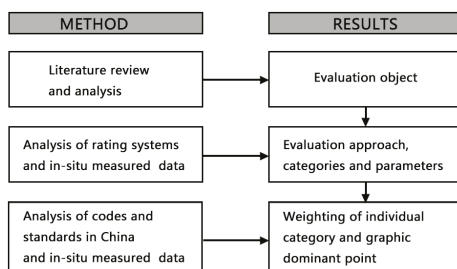 METHOD
RESULTS
Literature review
and analysis
Evaluation object
Analysis of rating systems
and in-situ measured data
Evaluation approach,
categories and parameters
Analysis of codes and
standards in China
and in-situ measured data
Weighting of individual
category and graphic
dominant point